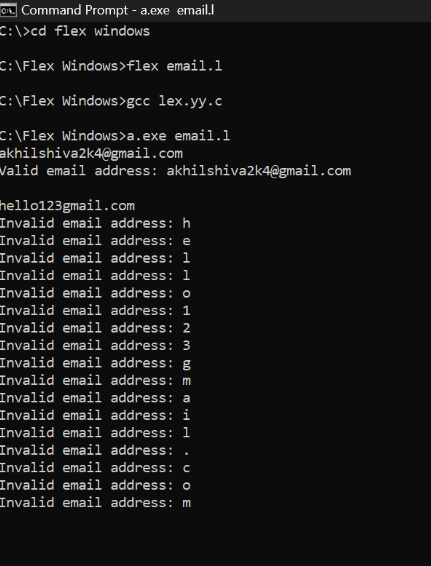 Command Prompt - a.exe email.l
C:\>cd flex windows
C:\Flex Windows>flex email.l
C:\Flex Windows>gcc lex.yy.c
C:\Flex Windows>a.exe email.l
akhilshiva2k4@gmail.com
Valid email address: akhilshiva2k4@gmail.com
hello123gmail.com
Invalid email address: h
Invalid email address: e
Invalid email address: l
Invalid email address: l
Invalid email address: o
Invalid email address: 1
Invalid email address: 2
Invalid email address: 3
Invalid email address: g
Invalid email address: m
Invalid email address: a
Invalid email address: i
Invalid email address: l
Invalid email address: .
Invalid email address: c
Invalid email address: o
Invalid email address: m